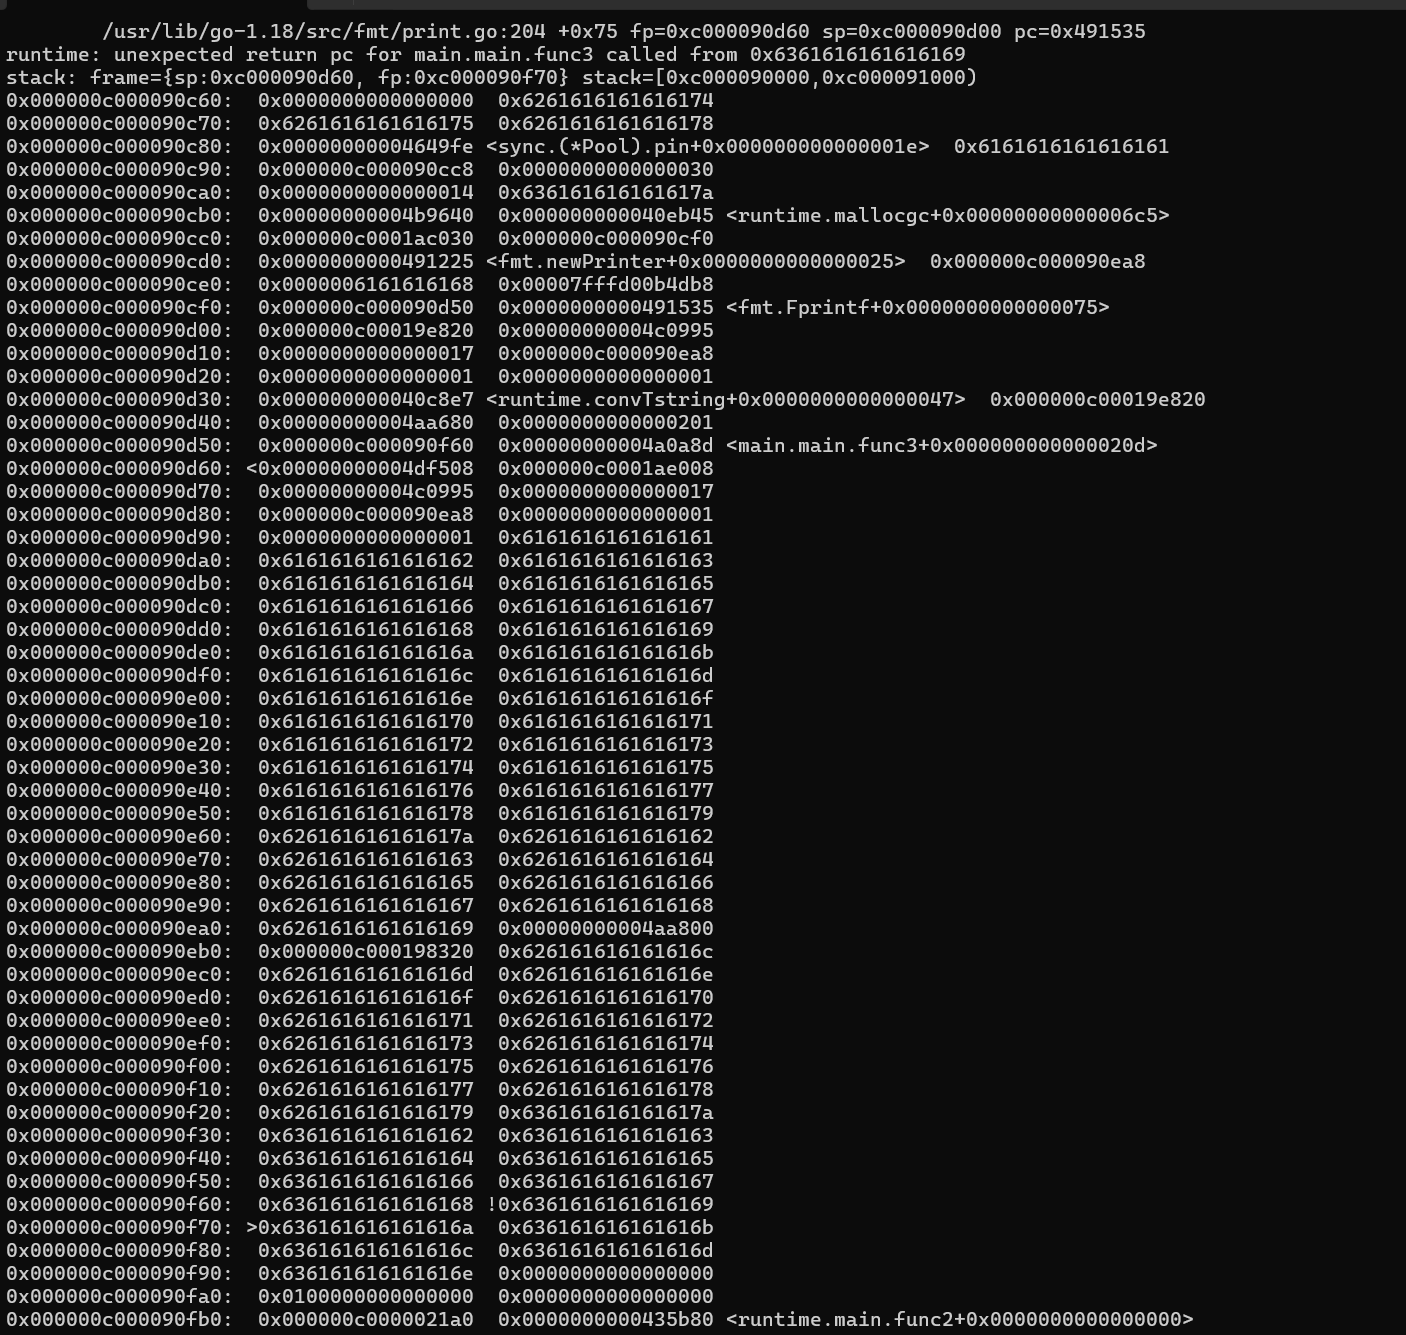 /usr/lib/go-1.18/src/fmt/print.go:204 +0x75 fp=0xc000090d60 sp=0xc000090d00 pc=0x491535
runtime: unexpected return pc for main.main.func3 called from 0x6361616161616169
stack: frame={sp:0xc000090d60, fp:0xc000090f70} stack=[0xc000090000,0xc000091000)
0x000000c000090c60:  0x0000000000000000  0x6261616161616174
0x000000c000090c70:  0x6261616161616175  0x6261616161616178
0x000000c000090c80:  0x00000000004649fe <sync.(*Pool).pin+0x000000000000001e>  0x6161616161616161
0x000000c000090c90:  0x000000c000090cc8  0x0000000000000030
0x000000c000090ca0:  0x0000000000000014  0x636161616161617a
0x000000c000090cb0:  0x00000000004b9640  0x000000000040eb45 <runtime.mallocgc+0x00000000000006c5>
0x000000c000090cc0:  0x000000c0001ac030  0x000000c000090cf0
0x000000c000090cd0:  0x0000000000491225 <fmt.newPrinter+0x0000000000000025>  0x000000c000090ea8
0x000000c000090ce0:  0x0000006161616168  0x00007fffd00b4db8
0x000000c000090cf0:  0x000000c000090d50  0x0000000000491535 <fmt.Fprintf+0x0000000000000075>
0x000000c000090d00:  0x000000c00019e820  0x00000000004c0995
0x000000c000090d10:  0x0000000000000017  0x000000c000090ea8
0x000000c000090d20:  0x0000000000000001  0x0000000000000001
0x000000c000090d30:  0x000000000040c8e7 <runtime.convTstring+0x0000000000000047>  0x000000c00019e820
0x000000c000090d40:  0x00000000004aa680  0x0000000000000201
0x000000c000090d50:  0x000000c000090f60  0x00000000004a0a8d <main.main.func3+0x000000000000020d>
0x000000c000090d60: <0x00000000004df508  0x000000c0001ae008
0x000000c000090d70:  0x00000000004c0995  0x0000000000000017
0x000000c000090d80:  0x000000c000090ea8  0x0000000000000001
0x000000c000090d90:  0x0000000000000001  0x6161616161616161
0x000000c000090da0:  0x6161616161616162  0x6161616161616163
0x000000c000090db0:  0x6161616161616164  0x6161616161616165
0x000000c000090dc0:  0x6161616161616166  0x6161616161616167
0x000000c000090dd0:  0x6161616161616168  0x6161616161616169
0x000000c000090de0:  0x616161616161616a  0x616161616161616b
0x000000c000090df0:  0x616161616161616c  0x616161616161616d
0x000000c000090e00:  0x616161616161616e  0x616161616161616f
0x000000c000090e10:  0x6161616161616170  0x6161616161616171
0x000000c000090e20:  0x6161616161616172  0x6161616161616173
0x000000c000090e30:  0x6161616161616174  0x6161616161616175
0x000000c000090e40:  0x6161616161616176  0x6161616161616177
0x000000c000090e50:  0x6161616161616178  0x6161616161616179
0x000000c000090e60:  0x626161616161617a  0x6261616161616162
0x000000c000090e70:  0x6261616161616163  0x6261616161616164
0x000000c000090e80:  0x6261616161616165  0x6261616161616166
0x000000c000090e90:  0x6261616161616167  0x6261616161616168
0x000000c000090ea0:  0x6261616161616169  0x00000000004aa800
0x000000c000090eb0:  0x000000c000198320  0x626161616161616c
0x000000c000090ec0:  0x626161616161616d  0x626161616161616e
0x000000c000090ed0:  0x626161616161616f  0x6261616161616170
0x000000c000090ee0:  0x6261616161616171  0x6261616161616172
0x000000c000090ef0:  0x6261616161616173  0x6261616161616174
0x000000c000090f00:  0x6261616161616175  0x6261616161616176
0x000000c000090f10:  0x6261616161616177  0x6261616161616178
0x000000c000090f20:  0x6261616161616179  0x636161616161617a
0x000000c000090f30:  0x6361616161616162  0x6361616161616163
0x000000c000090f40:  0x6361616161616164  0x6361616161616165
0x000000c000090f50:  0x6361616161616166  0x6361616161616167
0x000000c000090f60:  0x6361616161616168 !0x6361616161616169
0x000000c000090f70: >0x636161616161616a  0x636161616161616b
0x000000c000090f80:  0x636161616161616c  0x636161616161616d
0x000000c000090f90:  0x636161616161616e  0x0000000000000000
0x000000c000090fa0:  0x0100000000000000  0x0000000000000000
0x000000c000090fb0:  0x000000c0000021a0  0x0000000000435b80 <runtime.main.func2+0x0000000000000000>